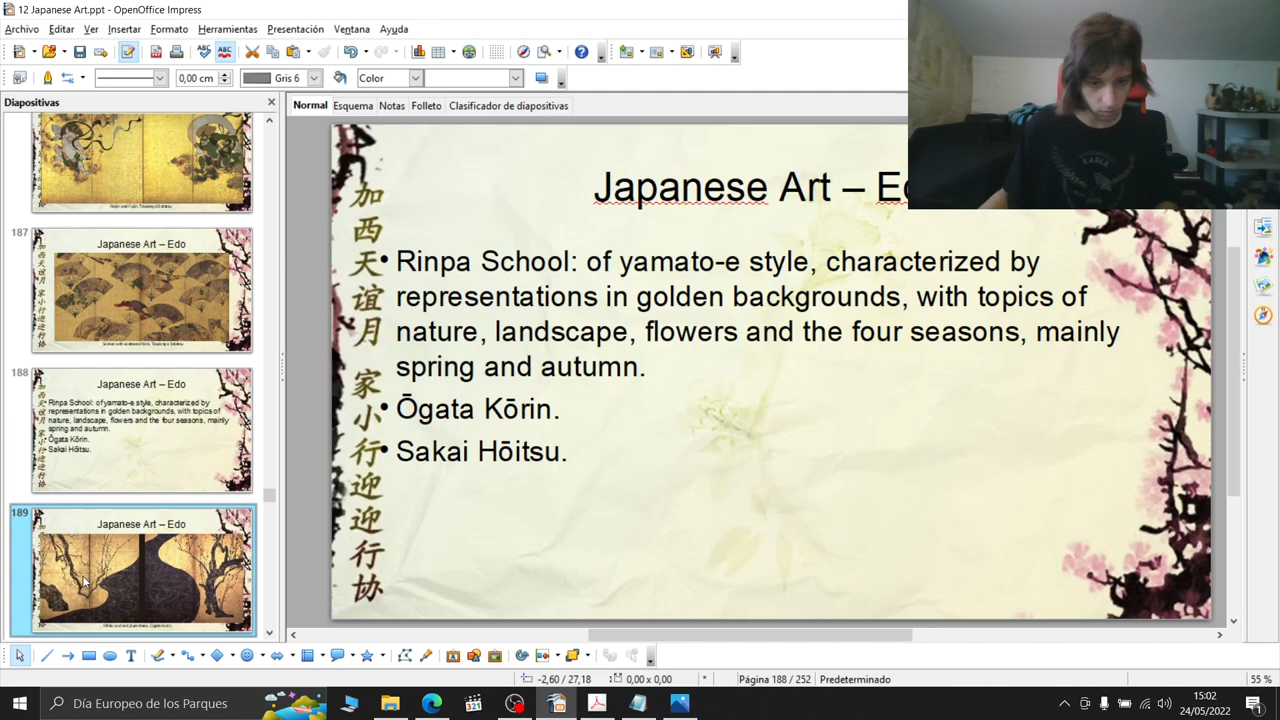 12 Japanese Art.ppt - OpenOffice Impress
Archivo Editar Ver Insertar Formato Herramientas Presentación Ventana Ayuda
0,00 cm Gris 6 Color
Diapositivas
Normal Esquema Notas Folleto Clasificador de diapositivas
187
Japanese Art – Edo
188
Japanese Art – Edo
Rinpa School: of yamato-e style, characterized by
representations in golden backgrounds, with topics of
nature, landscape, flowers and the four seasons, mainly
spring and autumn.
Ōgata Kōrin.
Sakai Hōitsu.
189
Japanese Art – Edo
Japanese Art – Edo
加
西
天
谊
月
家
小
行
迎
迎
行
协
• Rinpa School: of yamato-e style, characterized by
representations in golden backgrounds, with topics of
nature, landscape, flowers and the four seasons, mainly
spring and autumn.
• Ōgata Kōrin.
• Sakai Hōitsu.
EAGLE
-2,60 / 27,18 0,00 x 0,00 * Página 188 / 252 Predeterminado 55 %
Día Europeo de los Parques
321
15:02
24/05/2022
1